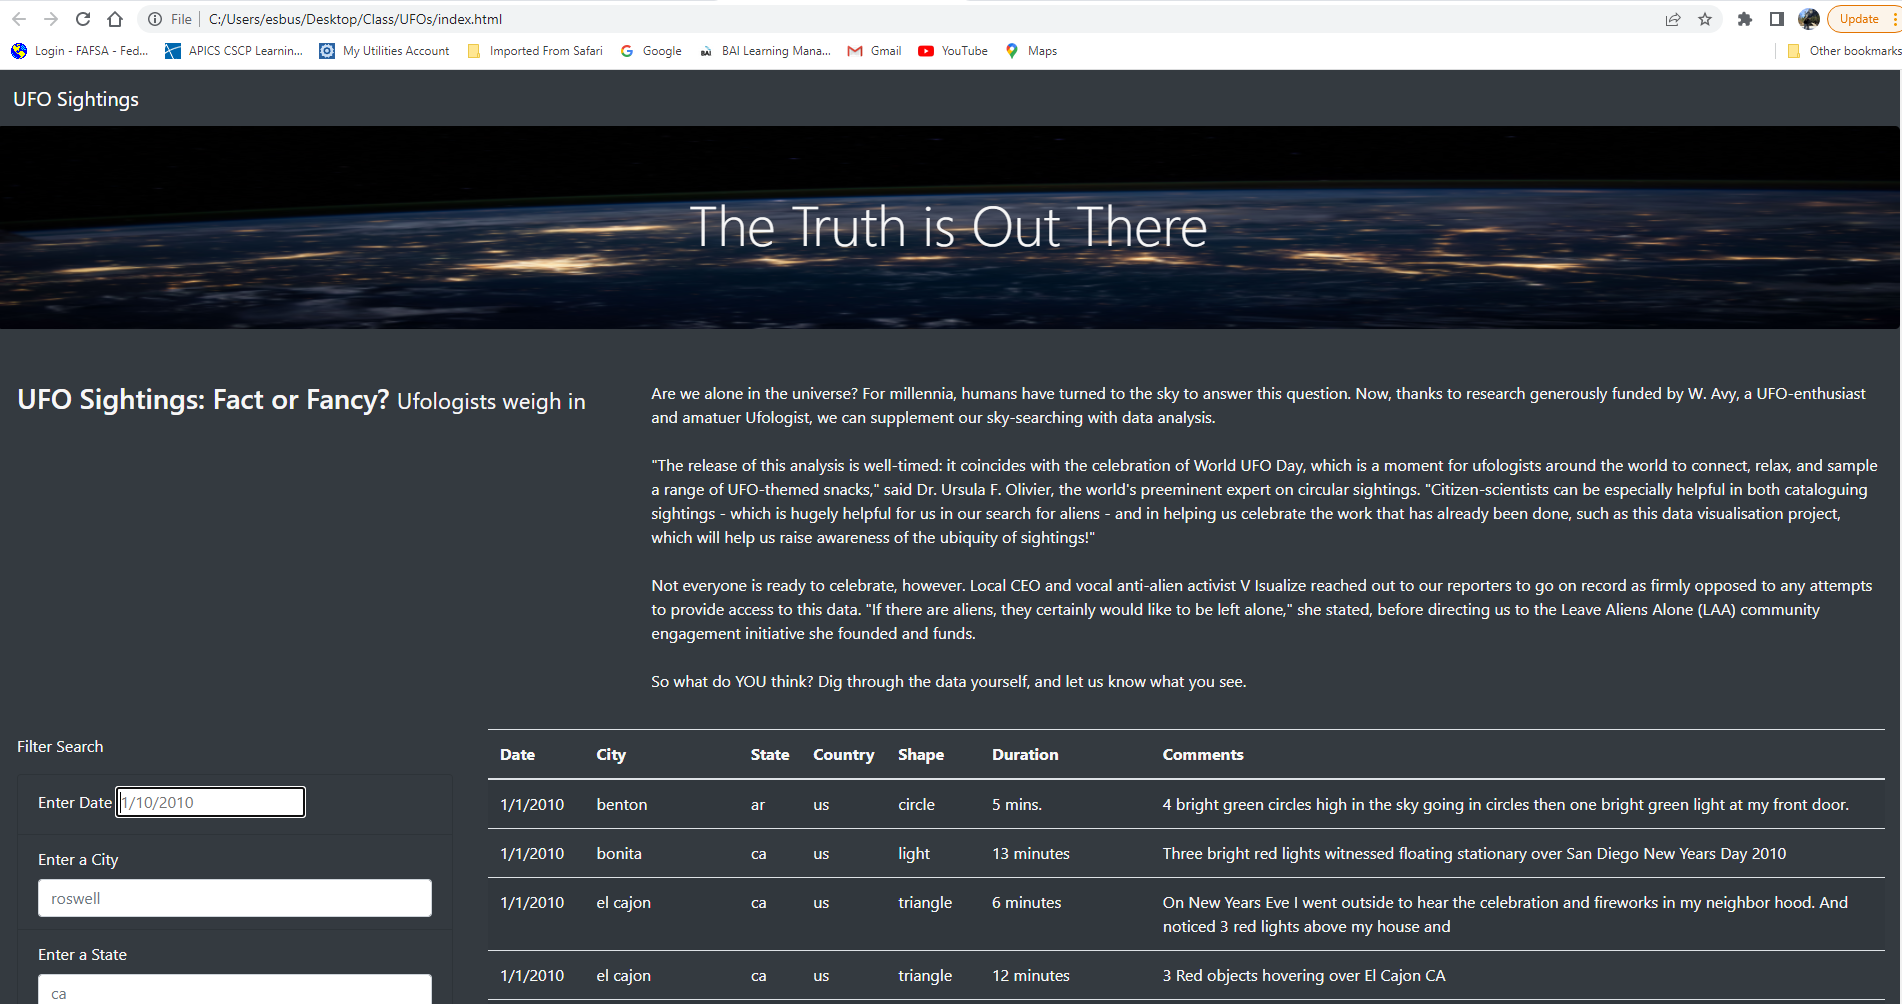 File C:/Users/esbus/Desktop/Class/UFOs/index.html Update
Login - FAFSA - Fed... APICS CSCP Learnin... My Utilities Account Imported From Safari Google BAI Learning Mana... Gmail YouTube Maps Other bookmarks
UFO Sightings
The Truth is Out There
UFO Sightings: Fact or Fancy? Ufologists weigh in
Are we alone in the universe? For millennia, humans have turned to the sky to answer this question. Now, thanks to research generously funded by W. Avy, a UFO-enthusiast
and amatuer Ufologist, we can supplement our sky-searching with data analysis.
"The release of this analysis is well-timed: it coincides with the celebration of World UFO Day, which is a moment for ufologists around the world to connect, relax, and sample
a range of UFO-themed snacks," said Dr. Ursula F. Olivier, the world's preeminent expert on circular sightings. "Citizen-scientists can be especially helpful in both cataloguing
sightings - which is hugely helpful for us in our search for aliens - and in helping us celebrate the work that has already been done, such as this data visualisation project,
which will help us raise awareness of the ubiquity of sightings!"
Not everyone is ready to celebrate, however. Local CEO and vocal anti-alien activist V Isualize reached out to our reporters to go on record as firmly opposed to any attempts
to provide access to this data. "If there are aliens, they certainly would like to be left alone," she stated, before directing us to the Leave Aliens Alone (LAA) community
engagement initiative she founded and funds.
So what do YOU think? Dig through the data yourself, and let us know what you see.
Filter Search
Enter Date 1/10/2010
Enter a City
roswell
Enter a State
ca
Date City State Country Shape Duration Comments
1/1/2010 benton ar us circle 5 mins. 4 bright green circles high in the sky going in circles then one bright green light at my front door.
1/1/2010 bonita ca us light 13 minutes Three bright red lights witnessed floating stationary over San Diego New Years Day 2010
1/1/2010 el cajon ca us triangle 6 minutes On New Years Eve I went outside to hear the celebration and fireworks in my neighbor hood. And
noticed 3 red lights above my house and
1/1/2010 el cajon ca us triangle 12 minutes 3 Red objects hovering over El Cajon CA